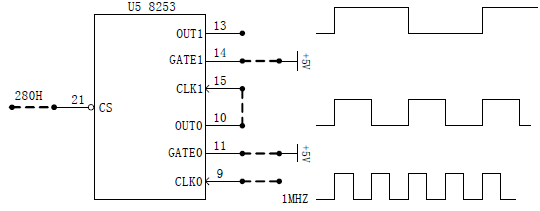 U5 8253
OUT1 13
GATE1 14 +5V
CLK1 15
280H 21 CS
OUT0 10
GATE0 11 +5V
CLK0 9
1MHZ